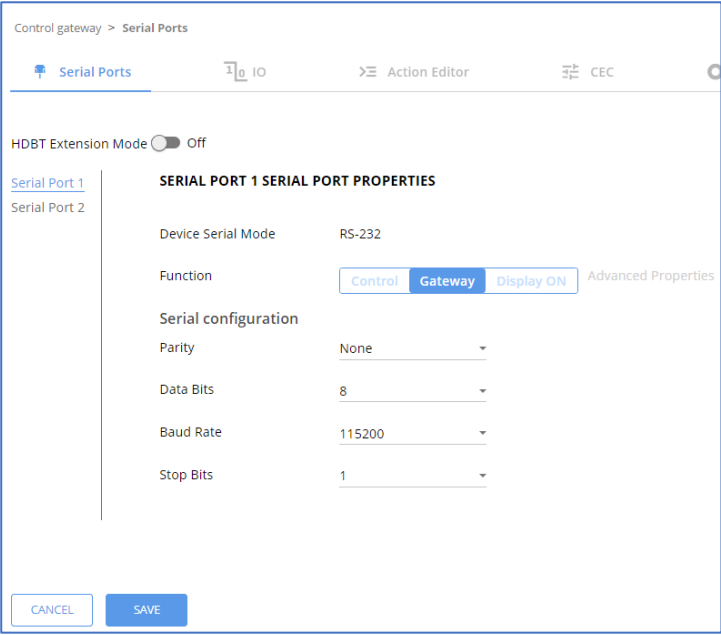 Control gateway > Serial Ports
Serial Ports
1 0 IO
Action Editor
CEC
HDBT Extension Mode Off
Serial Port 1
Serial Port 2
SERIAL PORT 1 SERIAL PORT PROPERTIES
Device Serial Mode RS-232
Function Control Gateway Display ON Advanced Properties
Serial configuration
Parity None
Data Bits 8
Baud Rate 115200
Stop Bits 1
CANCEL SAVE